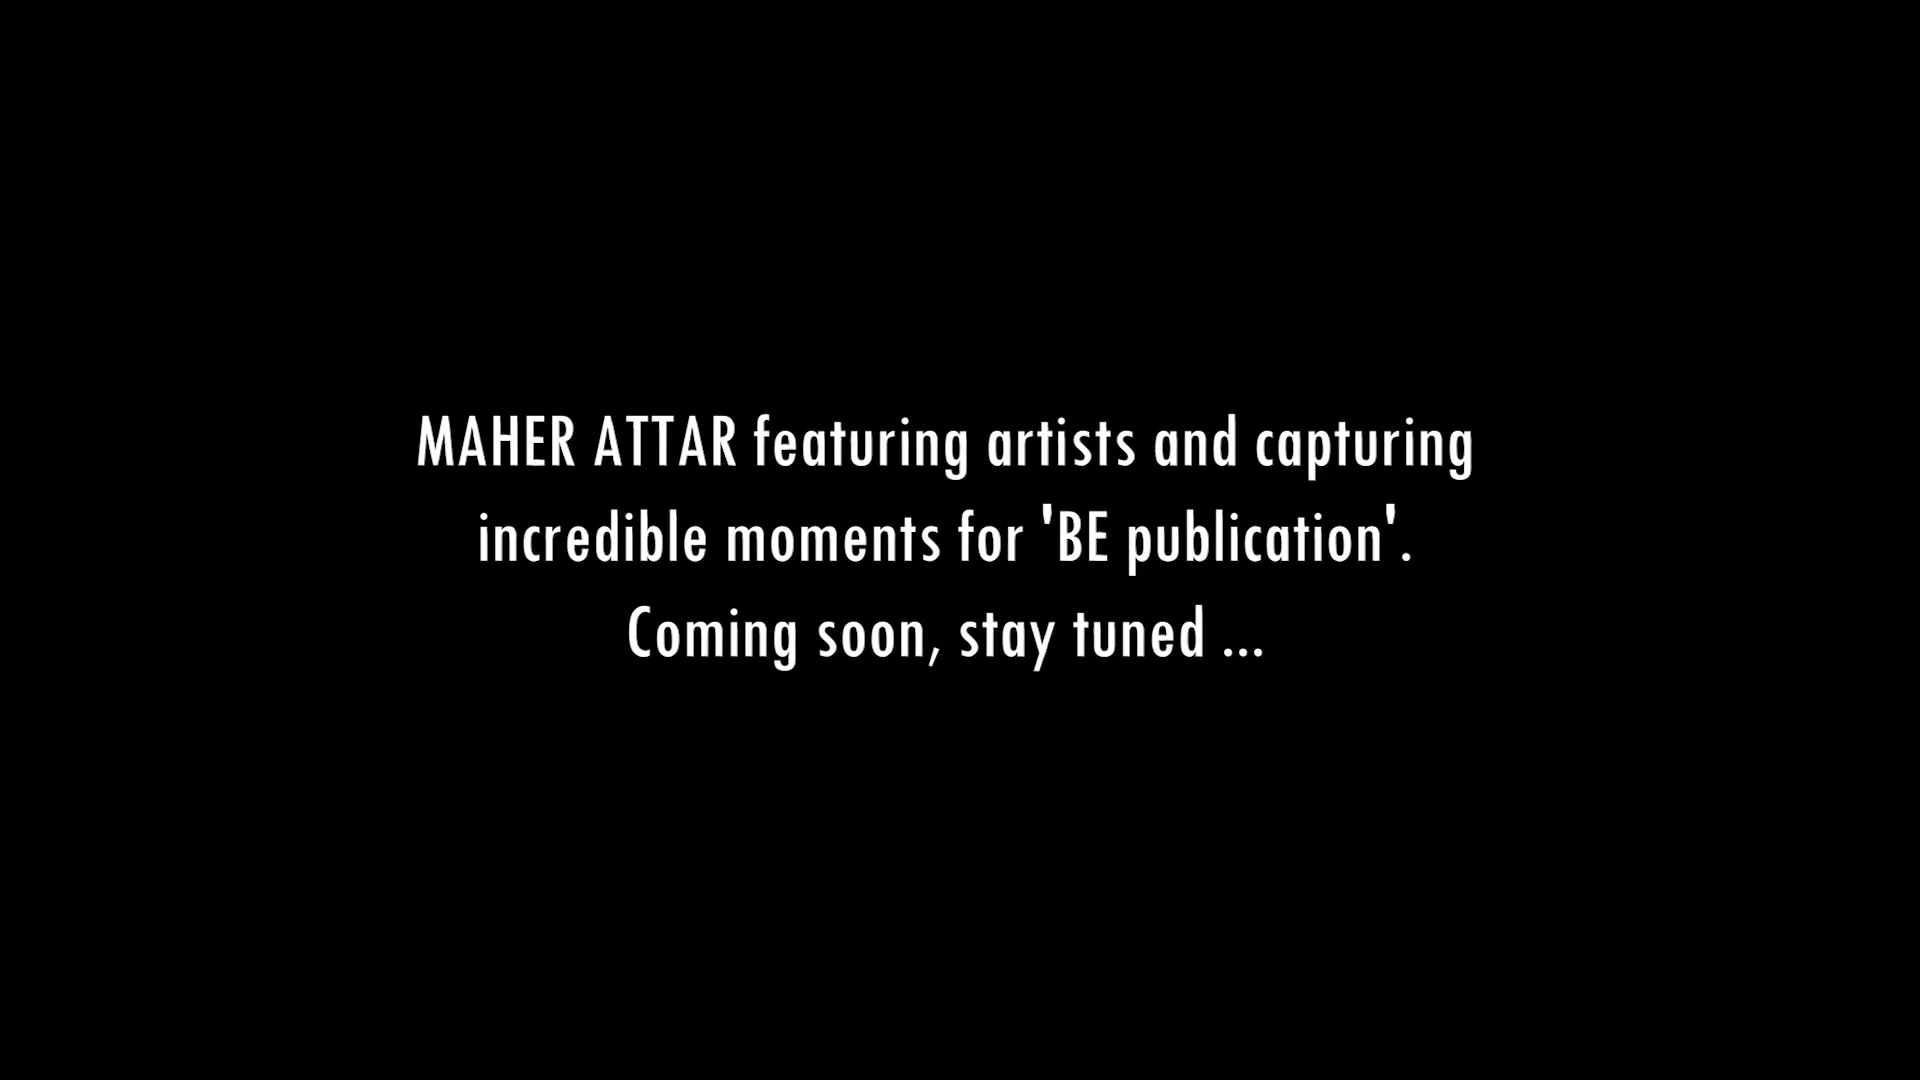 MAHER ATTAR featuring artists and capturing
incredible moments for 'BE publication'.
Coming soon, stay tuned ...